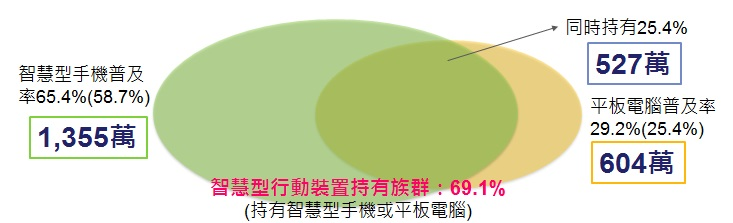 同時持有25.4%
527萬
智慧型手機普及
率65.4%(58.7%)
1,355萬
平板電腦普及率
29.2%(25.4%)
604萬
智慧型行動裝置持有族群：69.1%
(持有智慧型手機或平板電腦)